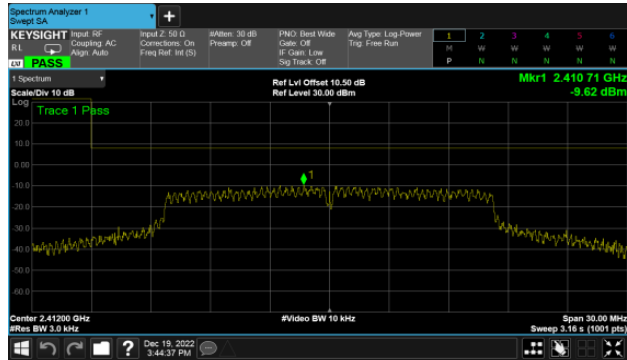 Spectrum Analyzer 1
Swept SA
+
KEYSIGHT Input: RF Input Z: 50 Ω #Atten: 30 dB PNO: Best Wide Avg Type: Log-Power 1 2 3 4 5 6
RL Coupling: AC Corrections: On Preamp: Off Gate: Off Trig: Free Run M W W W W W
Align: Auto Freq Ref: Int (S) IF Gain: Low
EXT PASS Sig Track: Off P N N N N N
1 Spectrum Ref Lvl Offset 10.50 dB Mkr1 2.410 71 GHz
Scale/Div 10 dB Ref Level 30.00 dBm -9.62 dBm
Log
Trace 1 Pass
20.0
10.0
0.00
1
-10.0
-20.0
-30.0
-40.0
-50.0
-60.0
Center 2.41200 GHz #Video BW 10 kHz Span 30.00 MHz
#Res BW 3.0 kHz Sweep 3.16 s (1001 pts)
? Dec 19, 2022
3:44:37 PM